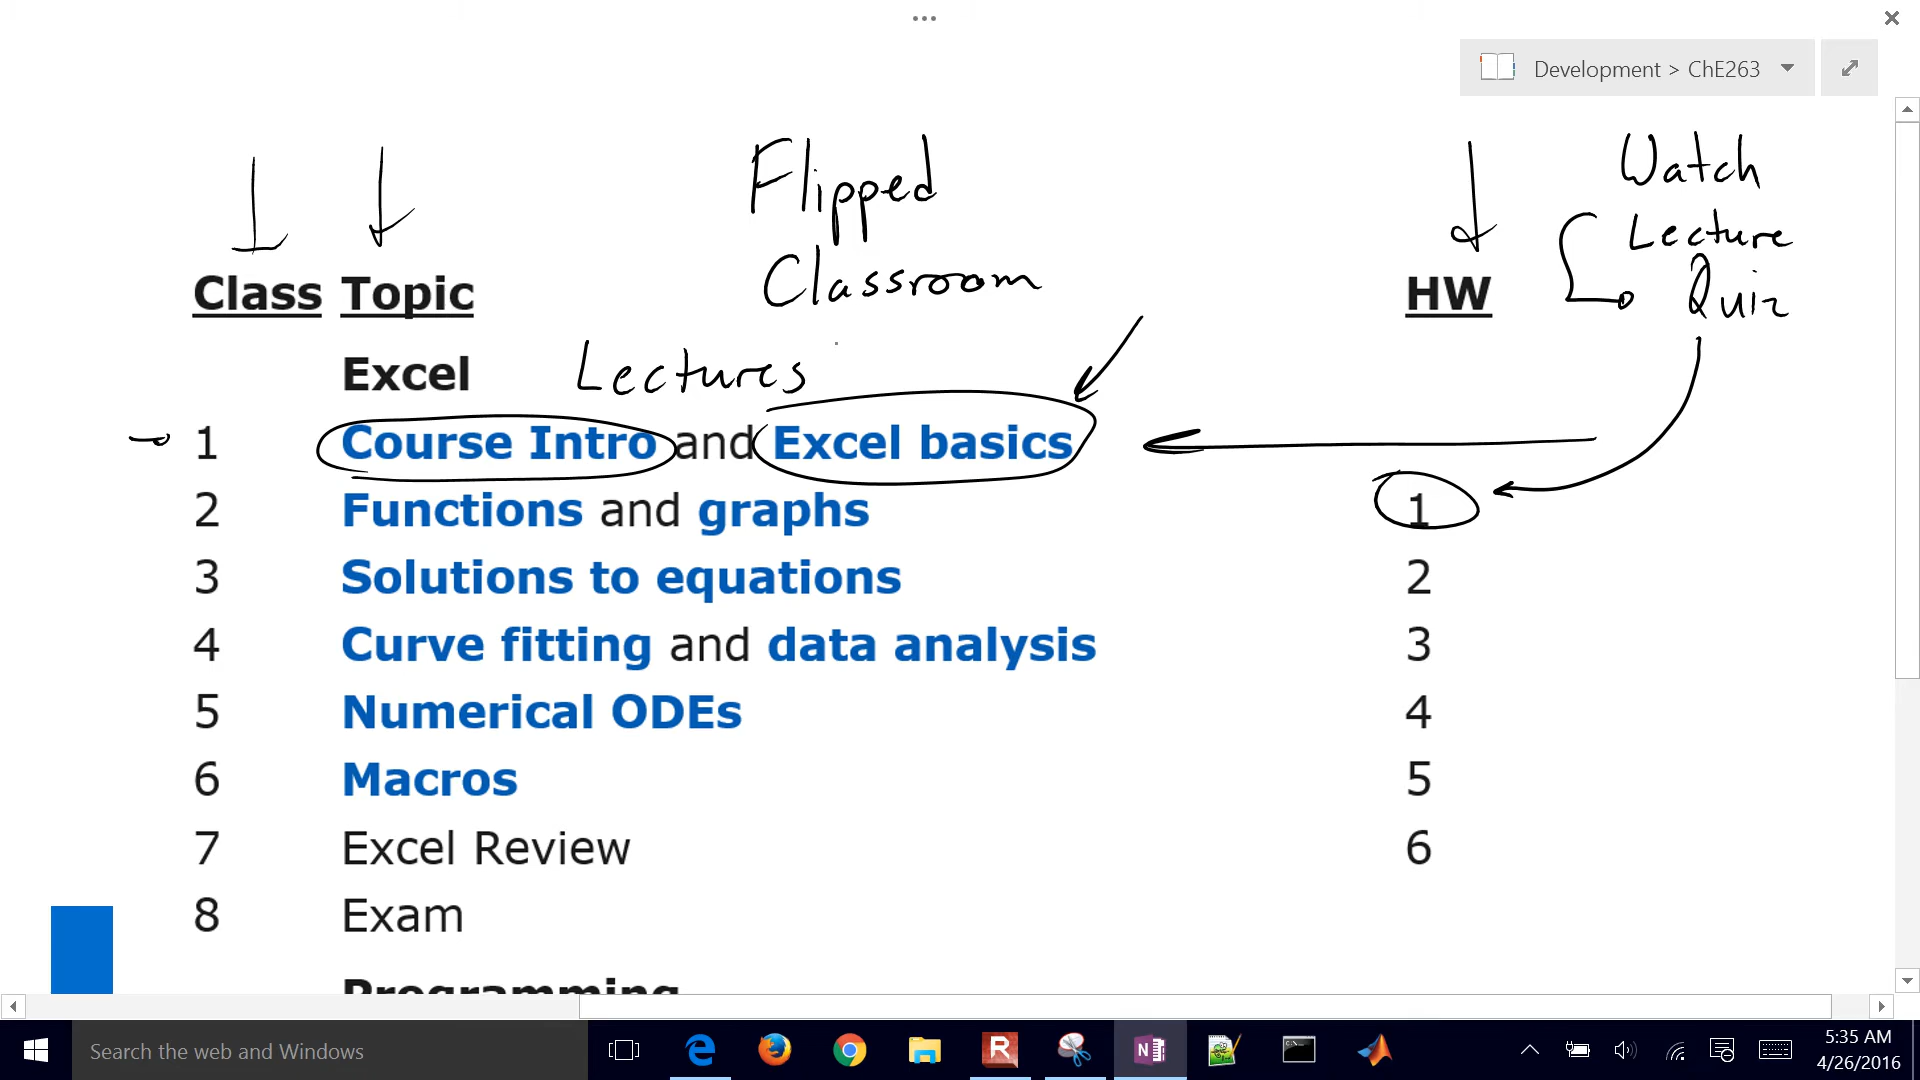 Development > ChE263
Flipped
Classroom
Watch
Lecture
Quiz
Class Topic HW
Excel Lectures
1 Course Intro and Excel basics
2 Functions and graphs 1
3 Solutions to equations 2
4 Curve fitting and data analysis 3
5 Numerical ODEs 4
6 Macros 5
7 Excel Review 6
8 Exam
Programming
Search the web and Windows
5:35 AM
4/26/2016